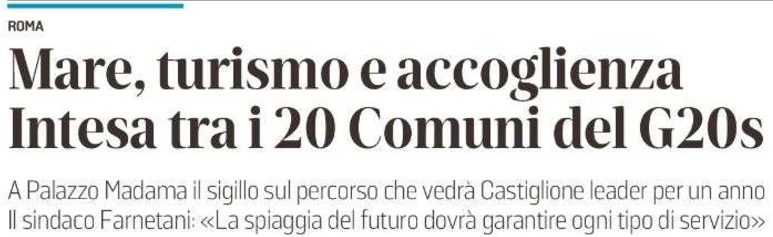 ROMA
Mare, turismo e accoglienza
Intesa tra i 20 Comuni del G20s
A Palazzo Madama il sigillo sul percorso che vedrà Castiglione leader per un anno
Il sindaco Farnetani: «La spiaggia del futuro dovrà garantire ogni tipo di servizio»